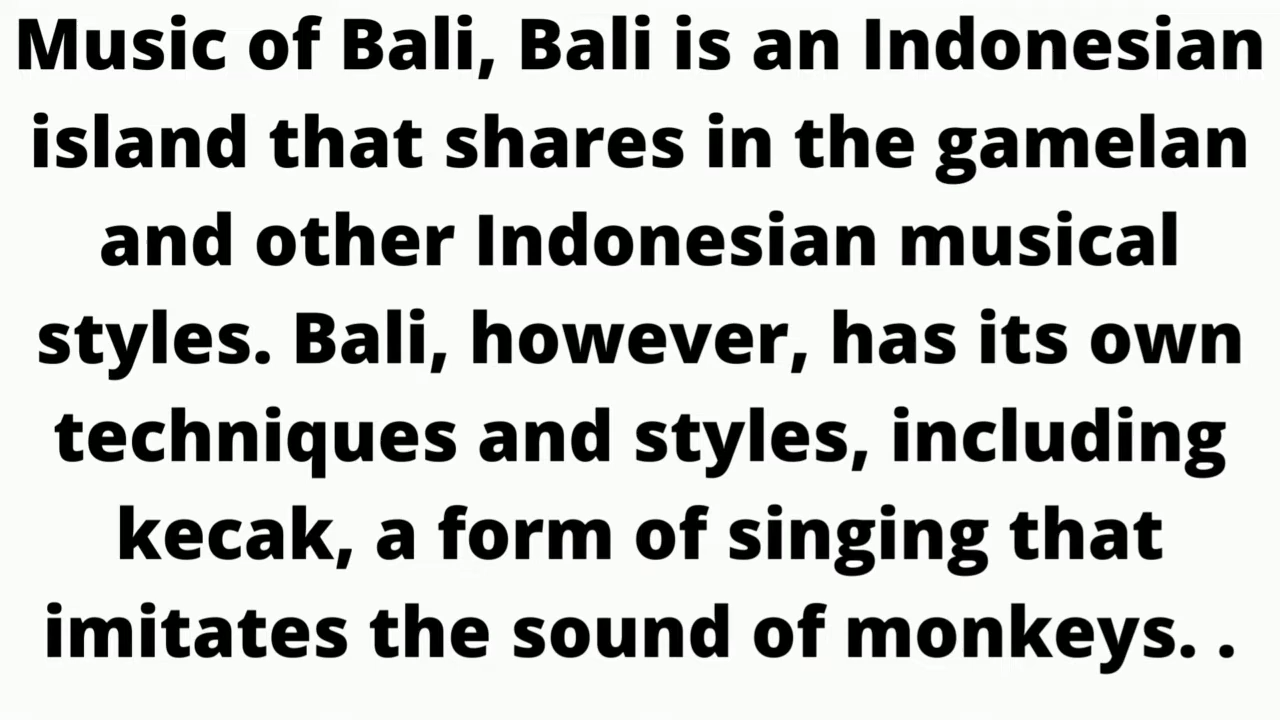 Music of Bali, Bali is an Indonesian
island that shares in the gamelan
and other Indonesian musical
styles. Bali, however, has its own
techniques and styles, including
kecak, a form of singing that
imitates the sound of monkeys. .